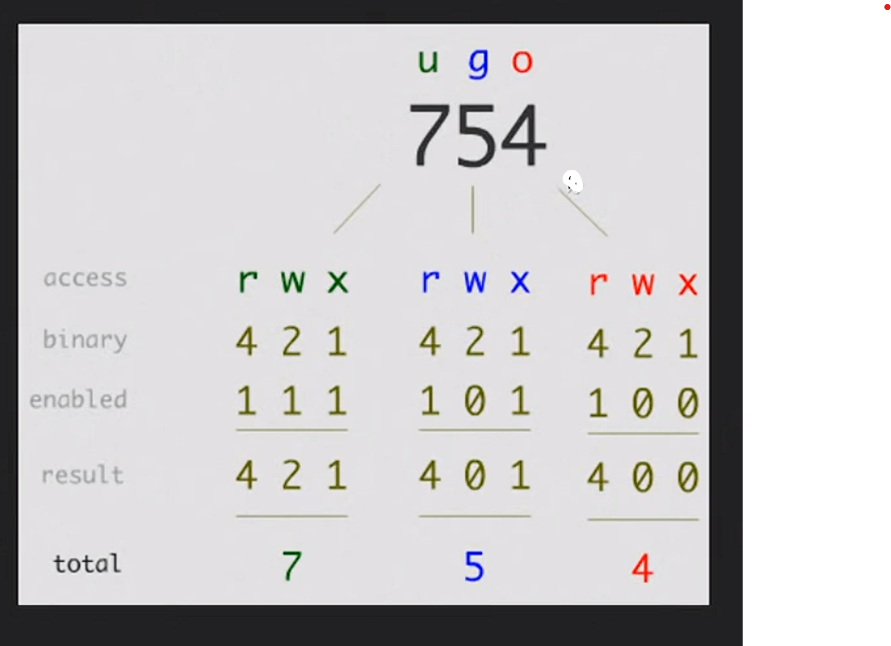 u g o
754
access r w x r w x r w x
binary 4 2 1 4 2 1 4 2 1
enabled 1 1 1 1 0 1 1 0 0
result 4 2 1 4 0 1 4 0 0
total 7 5 4